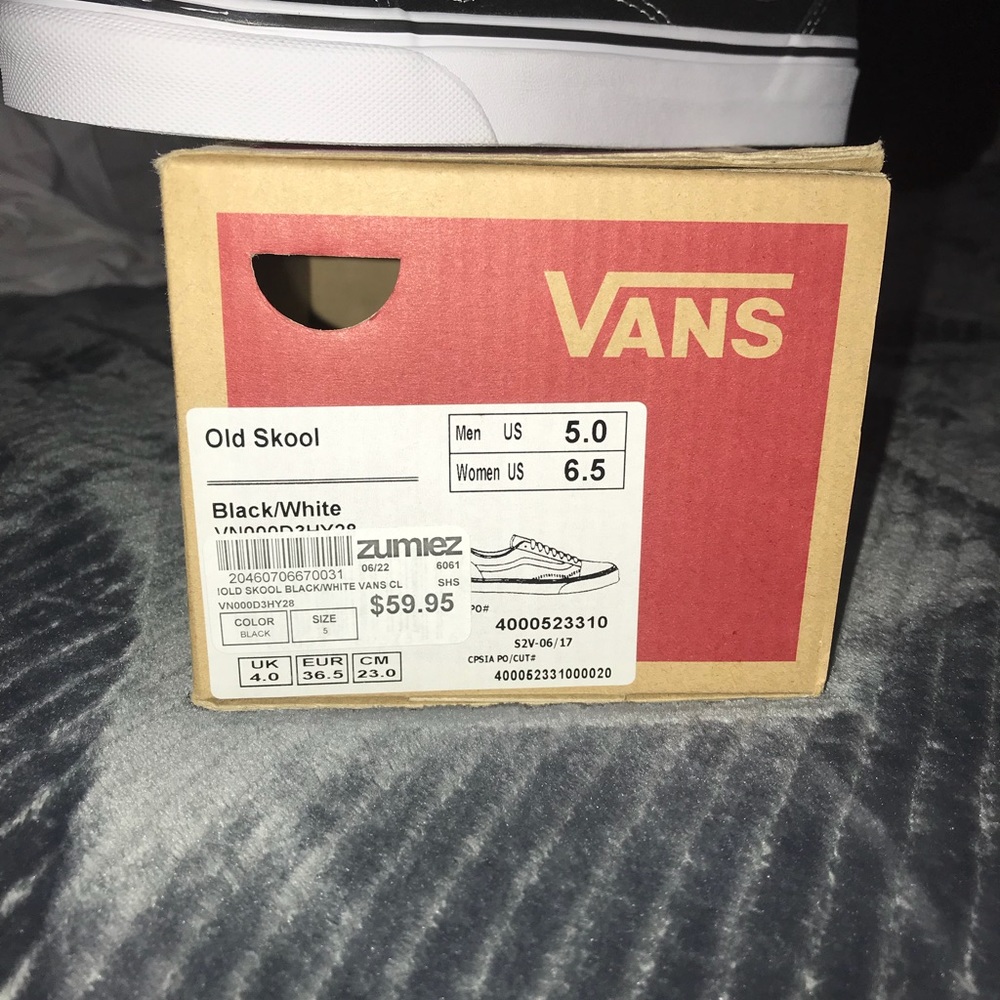 VANS
Old Skool
Men US 5.0
Women US 6.5
Black/White
VN000D3HY28
zumiez
06/22 6061
20460706670031
OLD SKOOL BLACK/WHITE VANS CL SHS
VN000D3HY28
$59.95
COLOR
BLACK
SIZE
5
PO#
4000523310
S2V-06/17
CPSIA PO/CUT#
400052331000020
UK
4.0
EUR
36.5
CM
23.0